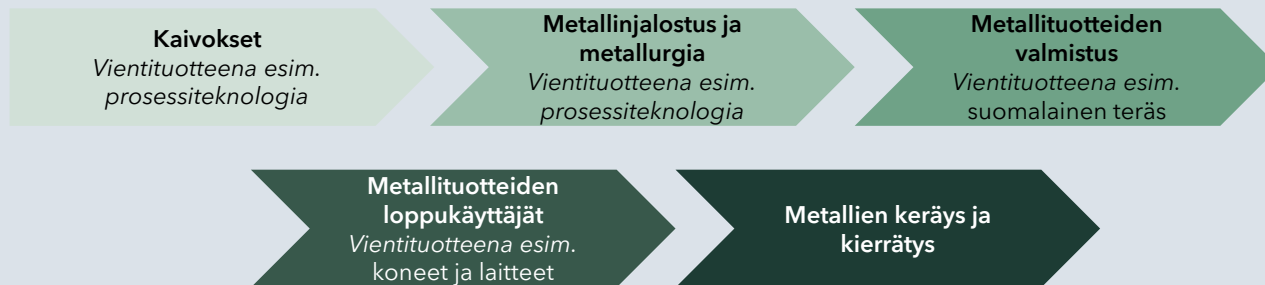 Kaivokset
Vientituotteena esim.
prosessiteknologia
Metallinjalostus ja
metallurgia
Vientituotteena esim.
prosessiteknologia
Metallituotteiden
valmistus
Vientituotteena esim.
suomalainen teräs
Metallituotteiden
loppukäyttäjät
Vientituotteena esim.
koneet ja laitteet
Metallien keräys ja
kierrätys